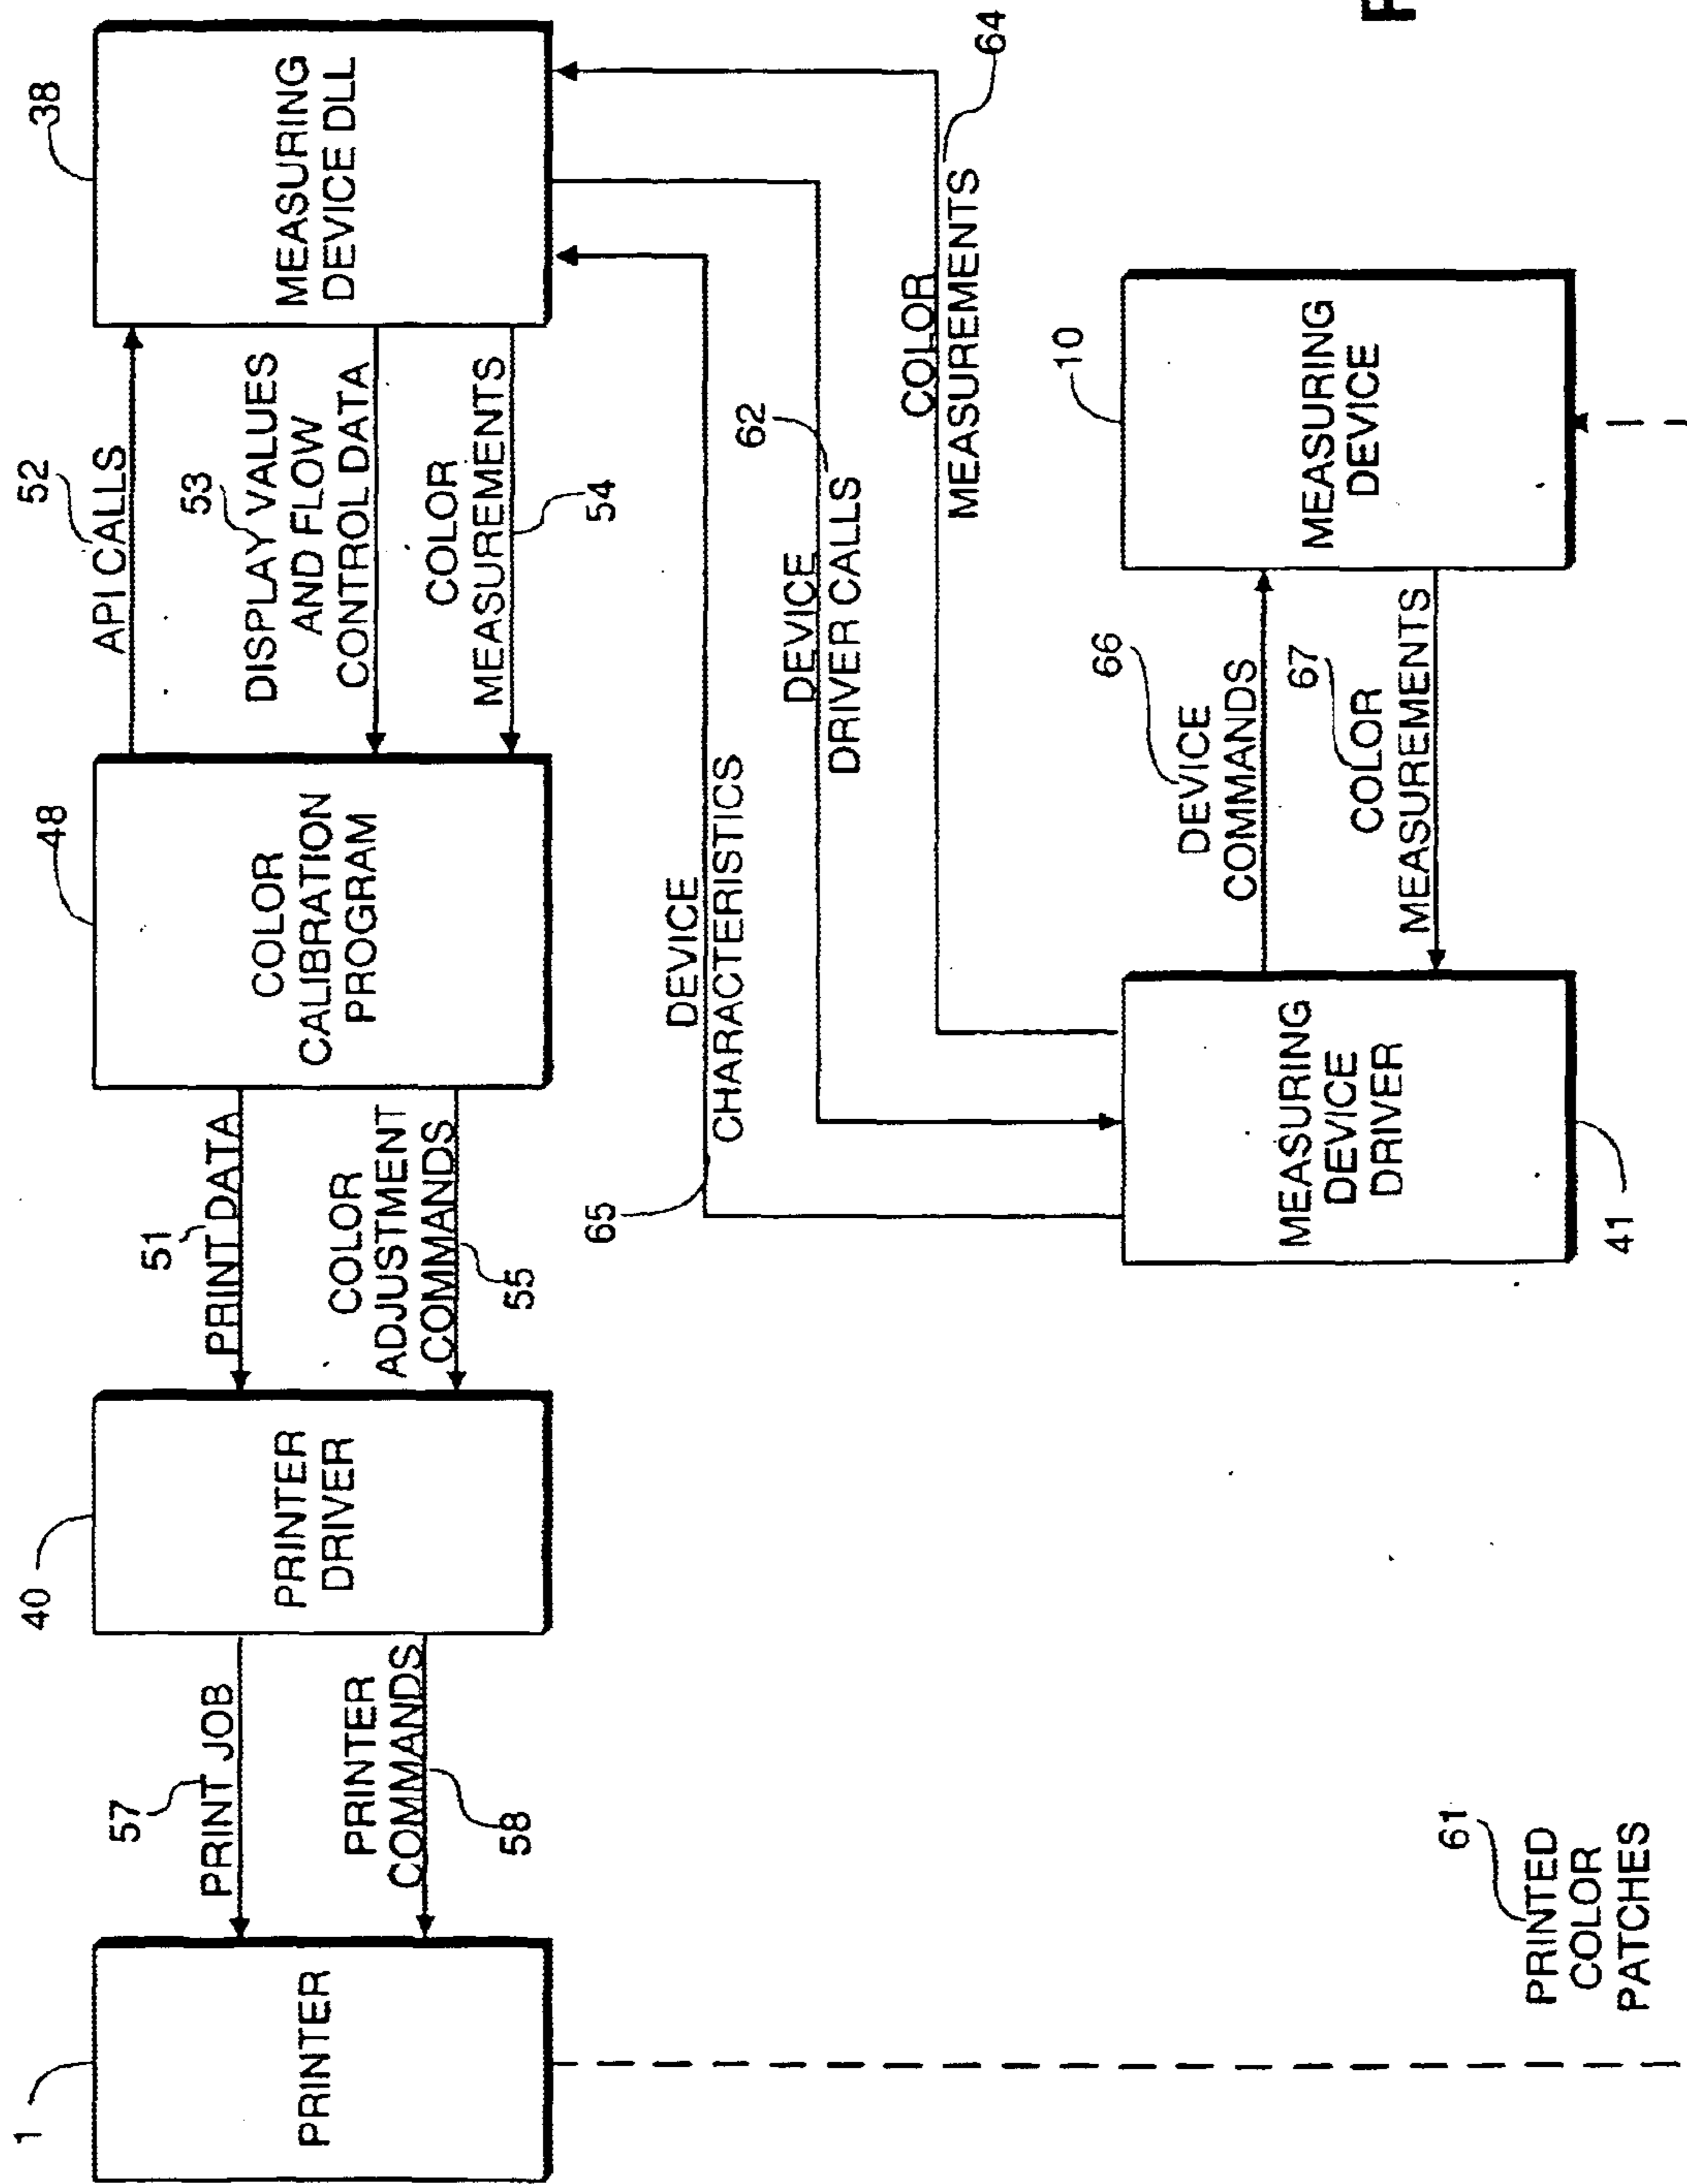 1
PRINTER
57
PRINT JOB
PRINTER
COMMANDS
58
40
PRINTER
DRIVER
51
PRINT DATA
COLOR
ADJUSTMENT
COMMANDS
55
48
COLOR
CALIBRATION
PROGRAM
52
API CALLS
53
DISPLAY VALUES
AND FLOW
CONTROL DATA
COLOR
MEASUREMENTS
54
38
MEASURING
DEVICE DLL
65
DEVICE
CHARACTERISTICS
62
DEVICE
DRIVER CALLS
COLOR
MEASUREMENTS
64
MEASURING
DEVICE
DRIVER
41
66
DEVICE
COMMANDS
67
COLOR
MEASUREMENTS
10
MEASURING
DEVICE
61
PRINTED
COLOR
PATCHES